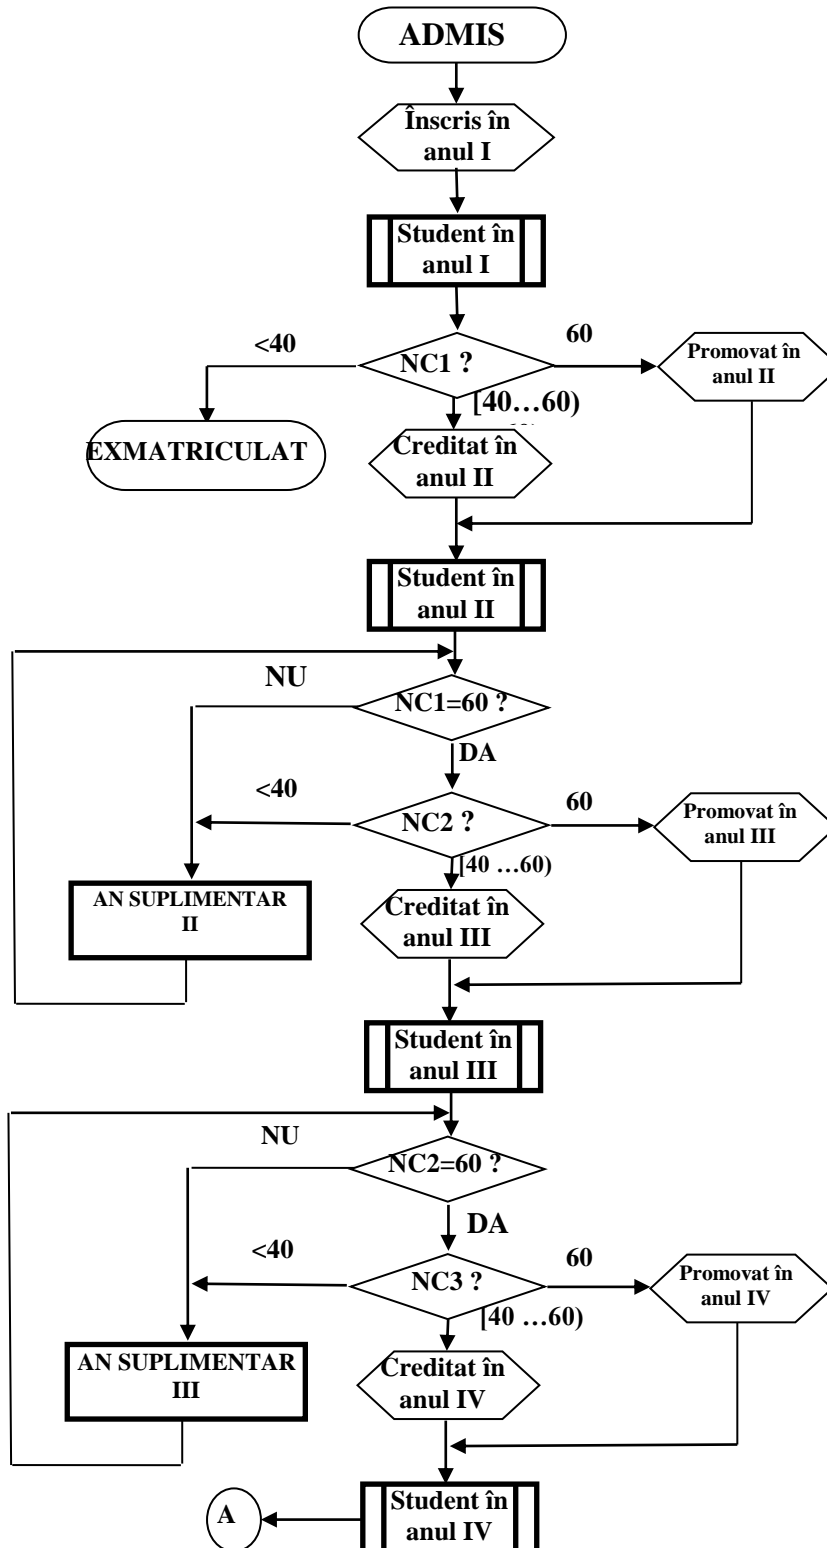 ADMIS
Înscris în
anul I
Student în
anul I
<40
NC1 ?
60
Promovat în
anul II
[40…60)
EXMATRICULAT
Creditat în
anul II
Student în
anul II
NU
NC1=60 ?
DA
<40
NC2 ?
60
Promovat în
anul III
[40 …60)
AN SUPLIMENTAR
II
Creditat în
anul III
Student în
anul III
NU
NC2=60 ?
DA
<40
NC3 ?
60
Promovat în
anul IV
[40 …60)
AN SUPLIMENTAR
III
Creditat în
anul IV
A
Student în
anul IV